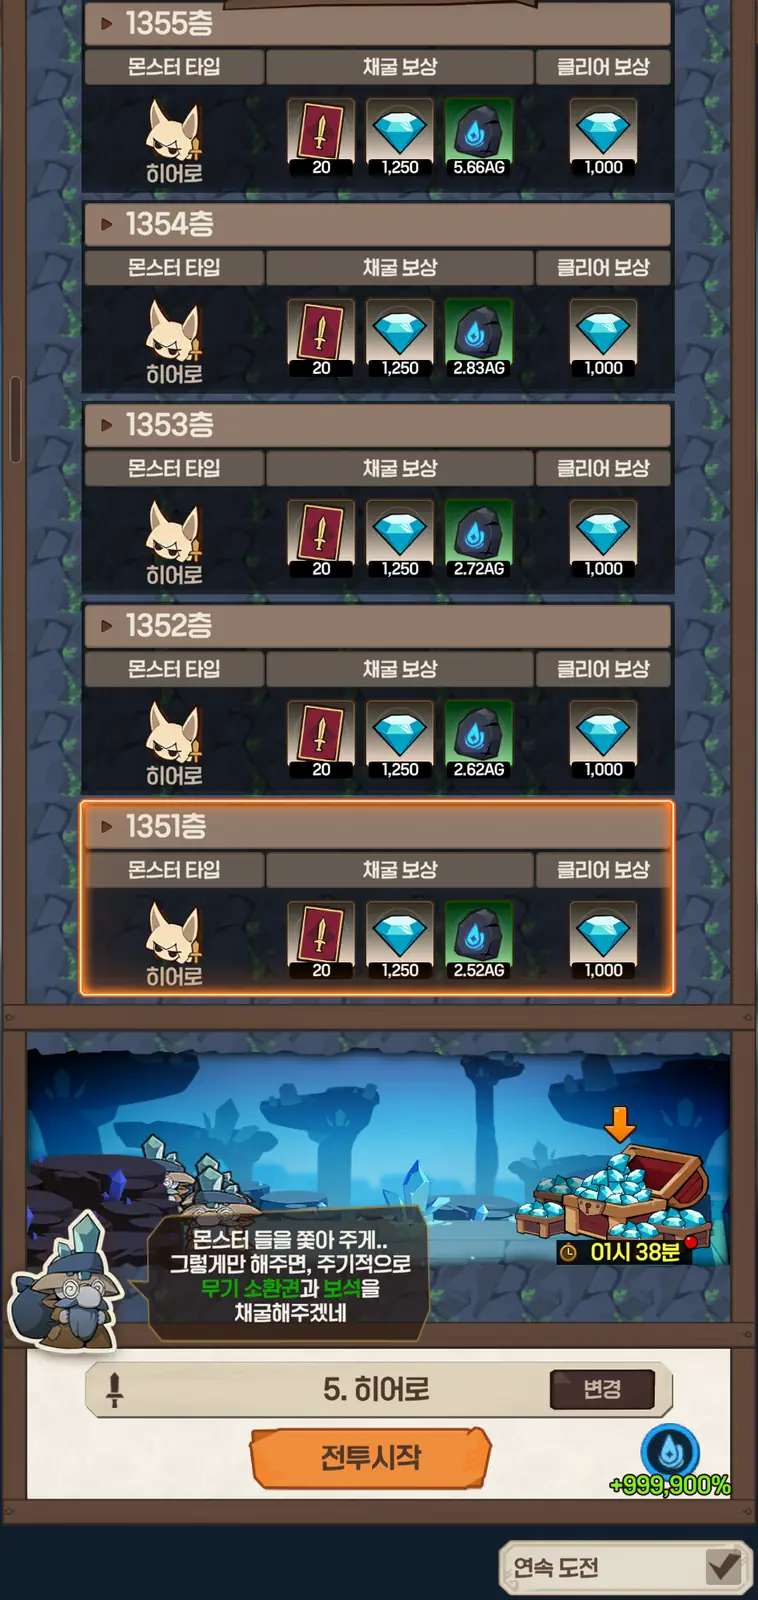 1355층
몬스터 타입 채굴 보상 클리어 보상
히어로 20 1,250 5.66AG 1,000
1354층
몬스터 타입 채굴 보상 클리어 보상
히어로 20 1,250 2.83AG 1,000
1353층
몬스터 타입 채굴 보상 클리어 보상
히어로 20 1,250 2.72AG 1,000
1352층
몬스터 타입 채굴 보상 클리어 보상
히어로 20 1,250 2.62AG 1,000
1351층
몬스터 타입 채굴 보상 클리어 보상
히어로 20 1,250 2.52AG 1,000
01시 38분
몬스터 들을 쫓아 주게..
그렇게만 해주면, 주기적으로
무기 소환권과 보석을
채굴해주겠네
5. 히어로 변경
전투시작
+999,900%
연속 도전